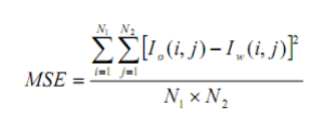 MSE = \frac{\sum_{i=1}^{N_1} \sum_{j=1}^{N_2} [I_o(i,j) - I_w(i,j)]^2}{N_1 \times N_2}